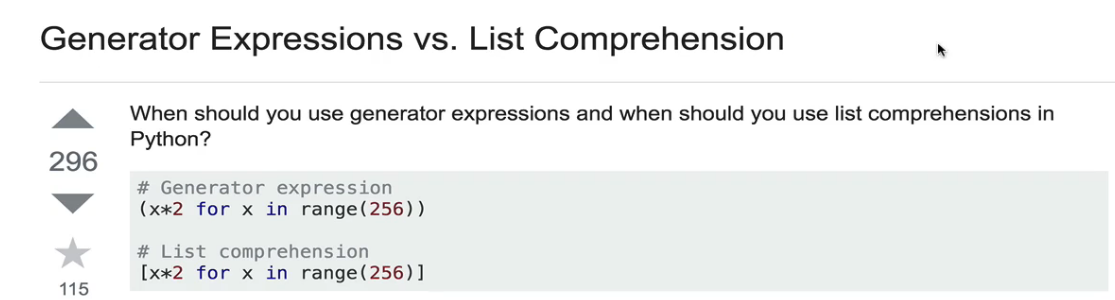 Generator Expressions vs. List Comprehension
When should you use generator expressions and when should you use list comprehensions in
Python?
296
# Generator expression
(x*2 for x in range(256))
# List comprehension
[x*2 for x in range(256)]
115